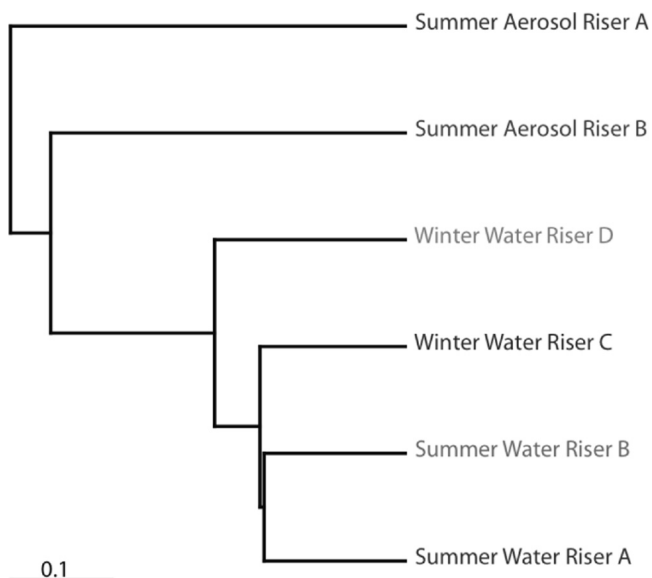 Summer Aerosol Riser A
Summer Aerosol Riser B
Winter Water Riser D
Winter Water Riser C
Summer Water Riser B
Summer Water Riser A
0.1